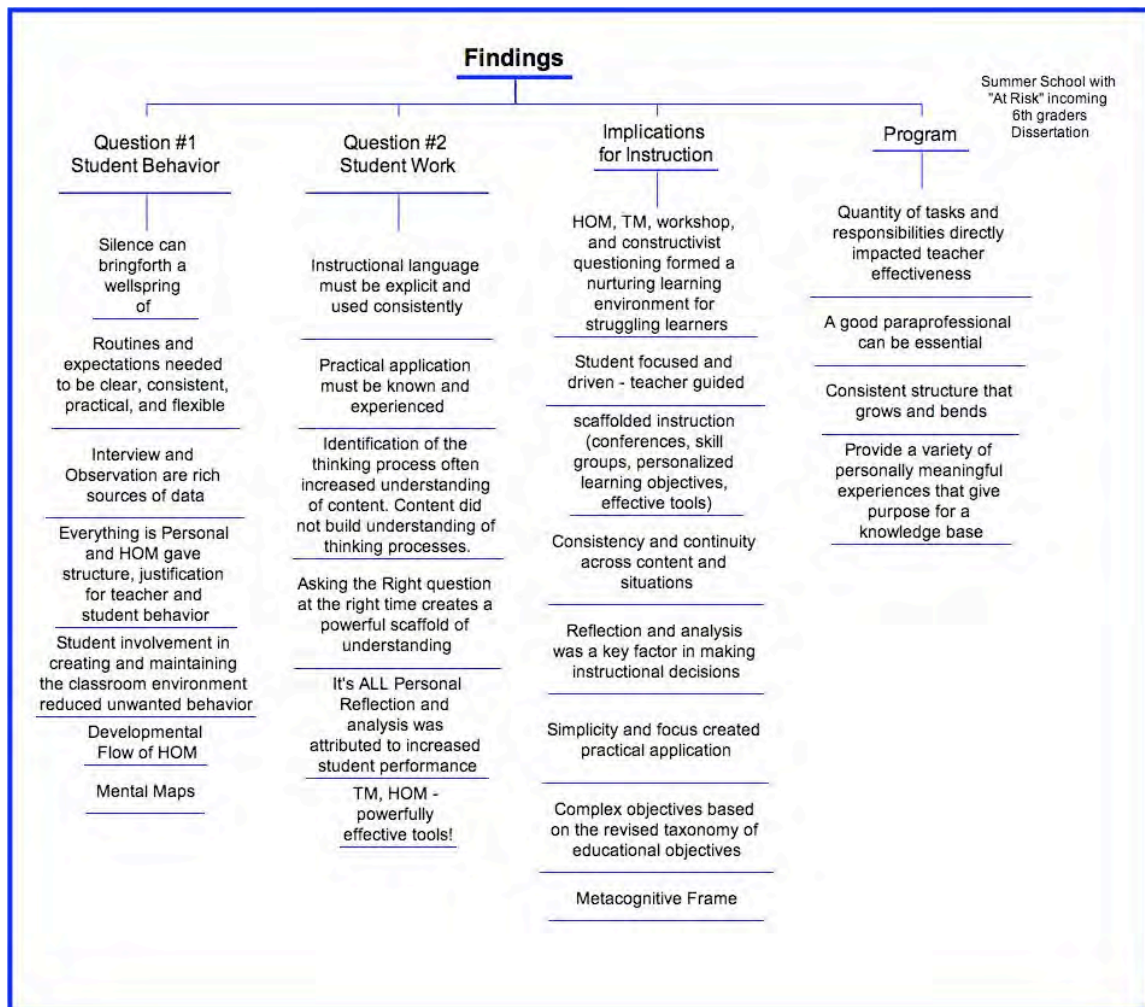 Findings
Summer School with
"At Risk" incoming
6th graders
Dissertation
Question #1
Student Behavior
Silence can
bringforth a
wellspring
of
Routines and
expectations needed
to be clear, consistent,
practical, and flexible
Interview and
Observation are rich
sources of data
Everything is Personal
and HOM gave
structure, justification
for teacher and
student behavior
Student involvement in
creating and maintaining
the classroom environment
reduced unwanted behavior
Developmental
Flow of HOM
Mental Maps
Question #2
Student Work
Instructional language
must be explicit and
used consistently
Practical application
must be known and
experienced
Identification of the
thinking process often
increased understanding
of content. Content did
not build understanding of
thinking processes.
Asking the Right question
at the right time creates a
powerful scaffold of
understanding
It's ALL Personal
Reflection and
analysis was
attributed to increased
student performance
TM, HOM -
powerfully
effective tools!
Implications
for Instruction
HOM, TM, workshop,
and constructivist
questioning formed a
nurturing learning
environment for
struggling learners
Student focused and
driven - teacher guided
scaffolded instruction
(conferences, skill
groups, personalized
learning objectives,
effective tools)
Consistency and continuity
across content and
situations
Reflection and analysis
was a key factor in making
instructional decisions
Simplicity and focus created
practical application
Complex objectives based
on the revised taxonomy of
educational objectives
Metacognitive Frame
Program
Quantity of tasks and
responsibilities directly
impacted teacher
effectiveness
A good paraprofessional
can be essential
Consistent structure that
grows and bends
Provide a variety of
personally meaningful
experiences that give
purpose for a
knowledge base